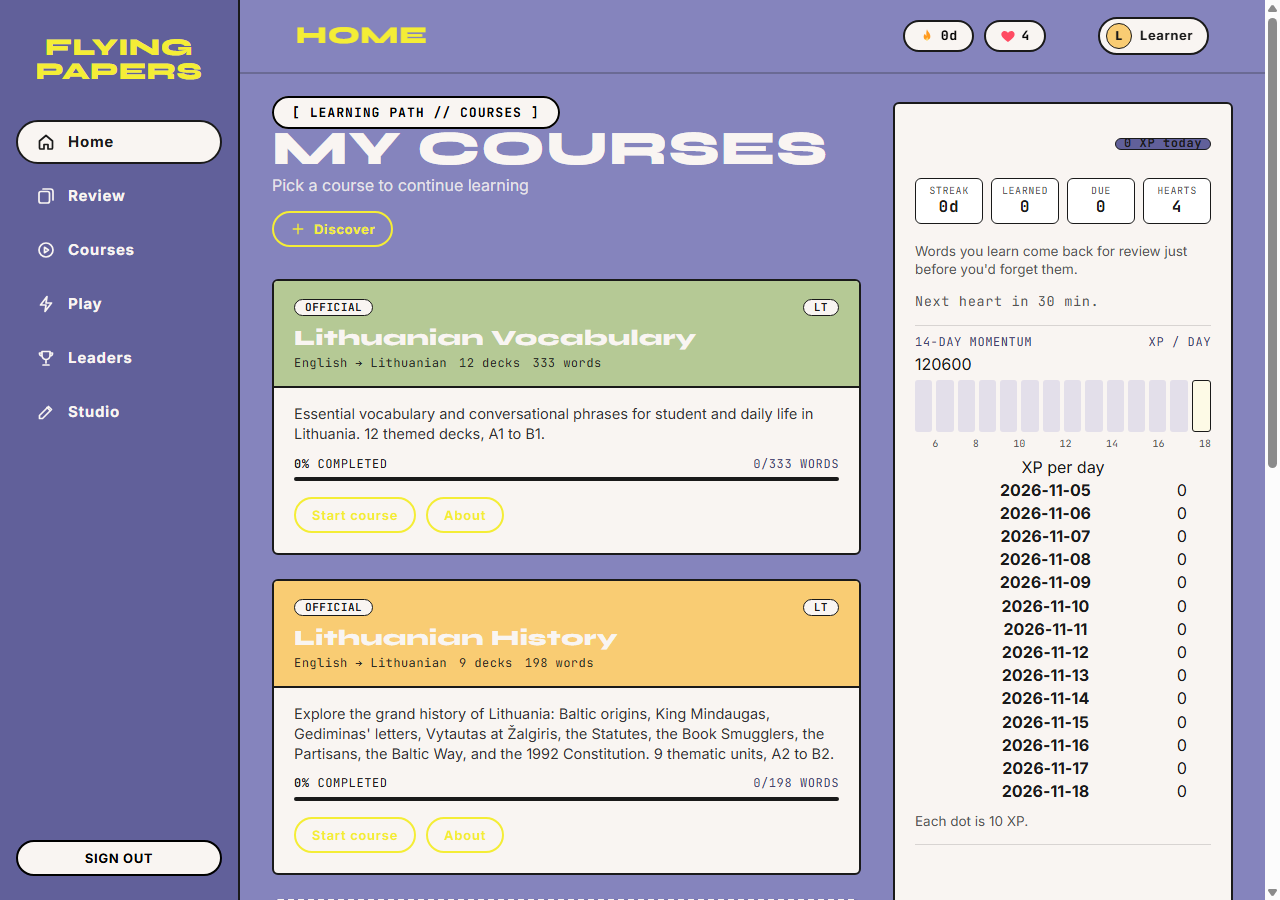 FLYING
PAPERS
Home
Review
Courses
Play
Leaders
Studio
SIGN OUT
HOME
0d
4
L
Learner
[ LEARNING PATH // COURSES ]
MY COURSES
Pick a course to continue learning
+ Discover
OFFICIAL
LT
Lithuanian Vocabulary
English → Lithuanian 12 decks 333 words
Essential vocabulary and conversational phrases for student and daily life in
Lithuania. 12 themed decks, A1 to B1.
0% COMPLETED
0/333 WORDS
Start course
About
OFFICIAL
LT
Lithuanian History
English → Lithuanian 9 decks 198 words
Explore the grand history of Lithuania: Baltic origins, King Mindaugas,
Gediminas' letters, Vytautas at Žalgiris, the Statutes, the Book Smugglers, the
Partisans, the Baltic Way, and the 1992 Constitution. 9 thematic units, A2 to B2.
0% COMPLETED
0/198 WORDS
Start course
About
0 XP today
STREAK
0d
LEARNED
0
DUE
0
HEARTS
4
Words you learn come back for review just
before you'd forget them.
Next heart in 30 min.
14-DAY MOMENTUM
XP / DAY
120600
6 8 10 12 14 16 18
XP per day
2026-11-05 0
2026-11-06 0
2026-11-07 0
2026-11-08 0
2026-11-09 0
2026-11-10 0
2026-11-11 0
2026-11-12 0
2026-11-13 0
2026-11-14 0
2026-11-15 0
2026-11-16 0
2026-11-17 0
2026-11-18 0
Each dot is 10 XP.